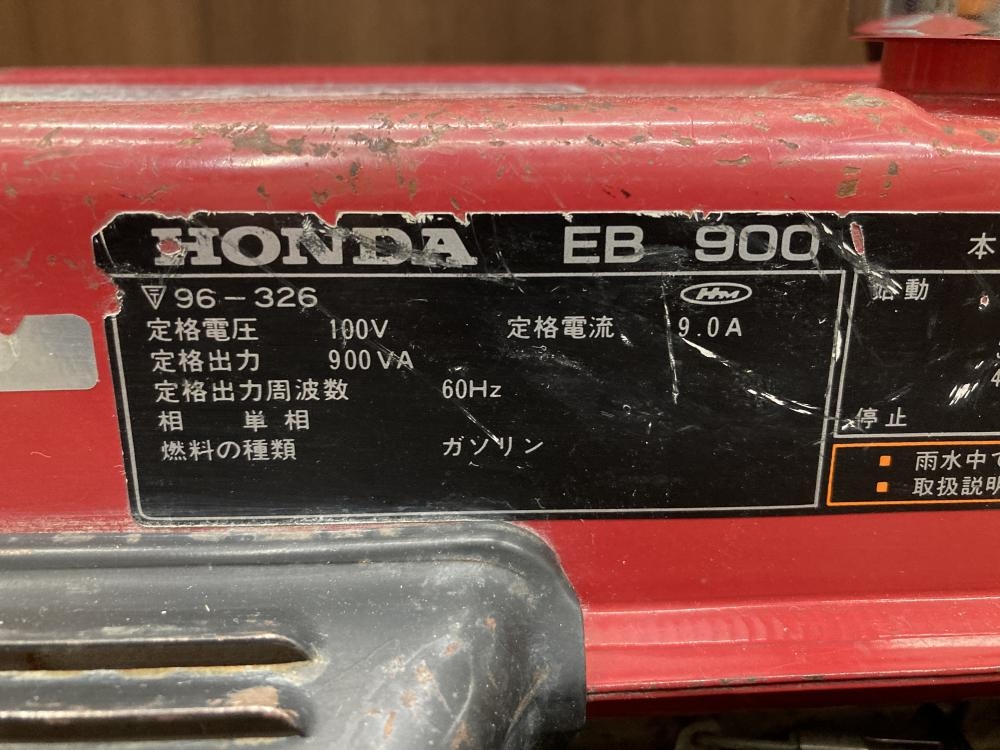 HONDA EB 900
〒96-326 HM
定格電圧 100V 定格電流 9.0A
定格出力 900VA
定格出力周波数 60Hz
相 単相
燃料の種類 ガソリン
本
始動
4
停止
■ 雨水中で
■ 取扱説明